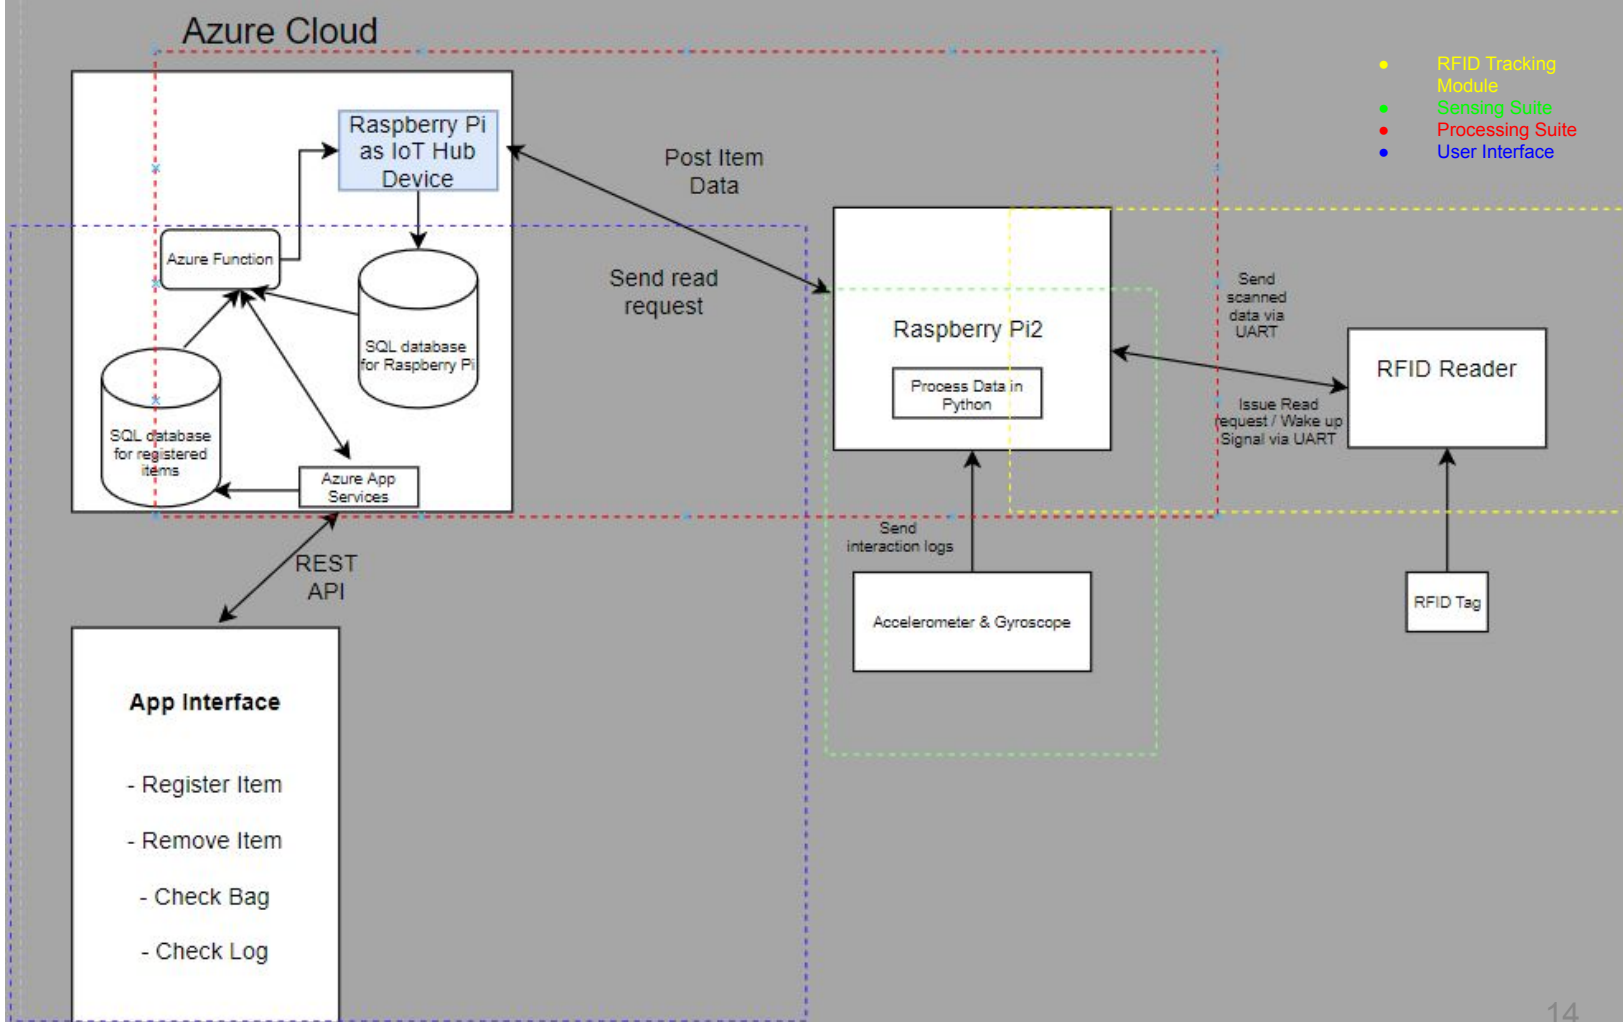 Azure Cloud
● RFID Tracking
Module
● Sensing Suite
● Processing Suite
● User Interface
Raspberry Pi
as IoT Hub
Device
Post Item
Data
Azure Function
Send read
request
SQL database
for Raspberry Pi
SQL database
for registered
items
Azure App
Services
Raspberry Pi2
Process Data in
Python
Send
scanned
data via
UART
Issue Read
request / Wake up
Signal via UART
RFID Reader
Send
interaction logs
Accelerometer & Gyroscope
RFID Tag
REST
API
App Interface
- Register Item
- Remove Item
- Check Bag
- Check Log
14